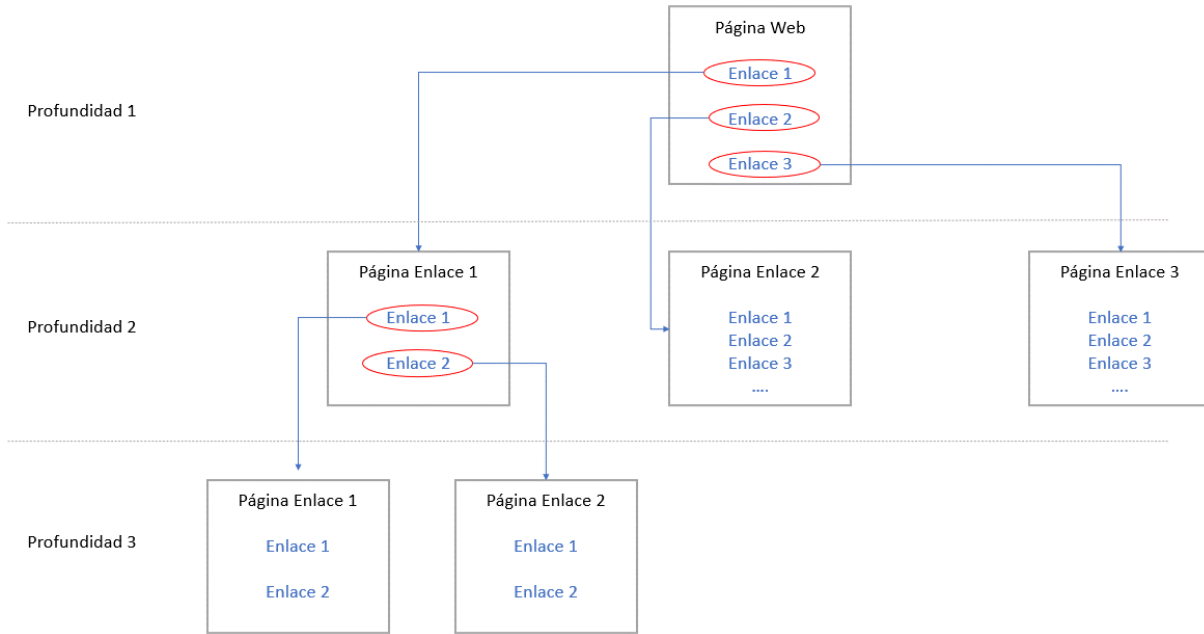 Página Web
Enlace 1
Profundidad 1
Enlace 2
Enlace 3
Página Enlace 1
Página Enlace 2
Página Enlace 3
Profundidad 2
Enlace 1
Enlace 2
Enlace 1
Enlace 2
Enlace 3
....
Enlace 1
Enlace 2
Enlace 3
....
Página Enlace 1
Página Enlace 2
Profundidad 3
Enlace 1
Enlace 2
Enlace 1
Enlace 2